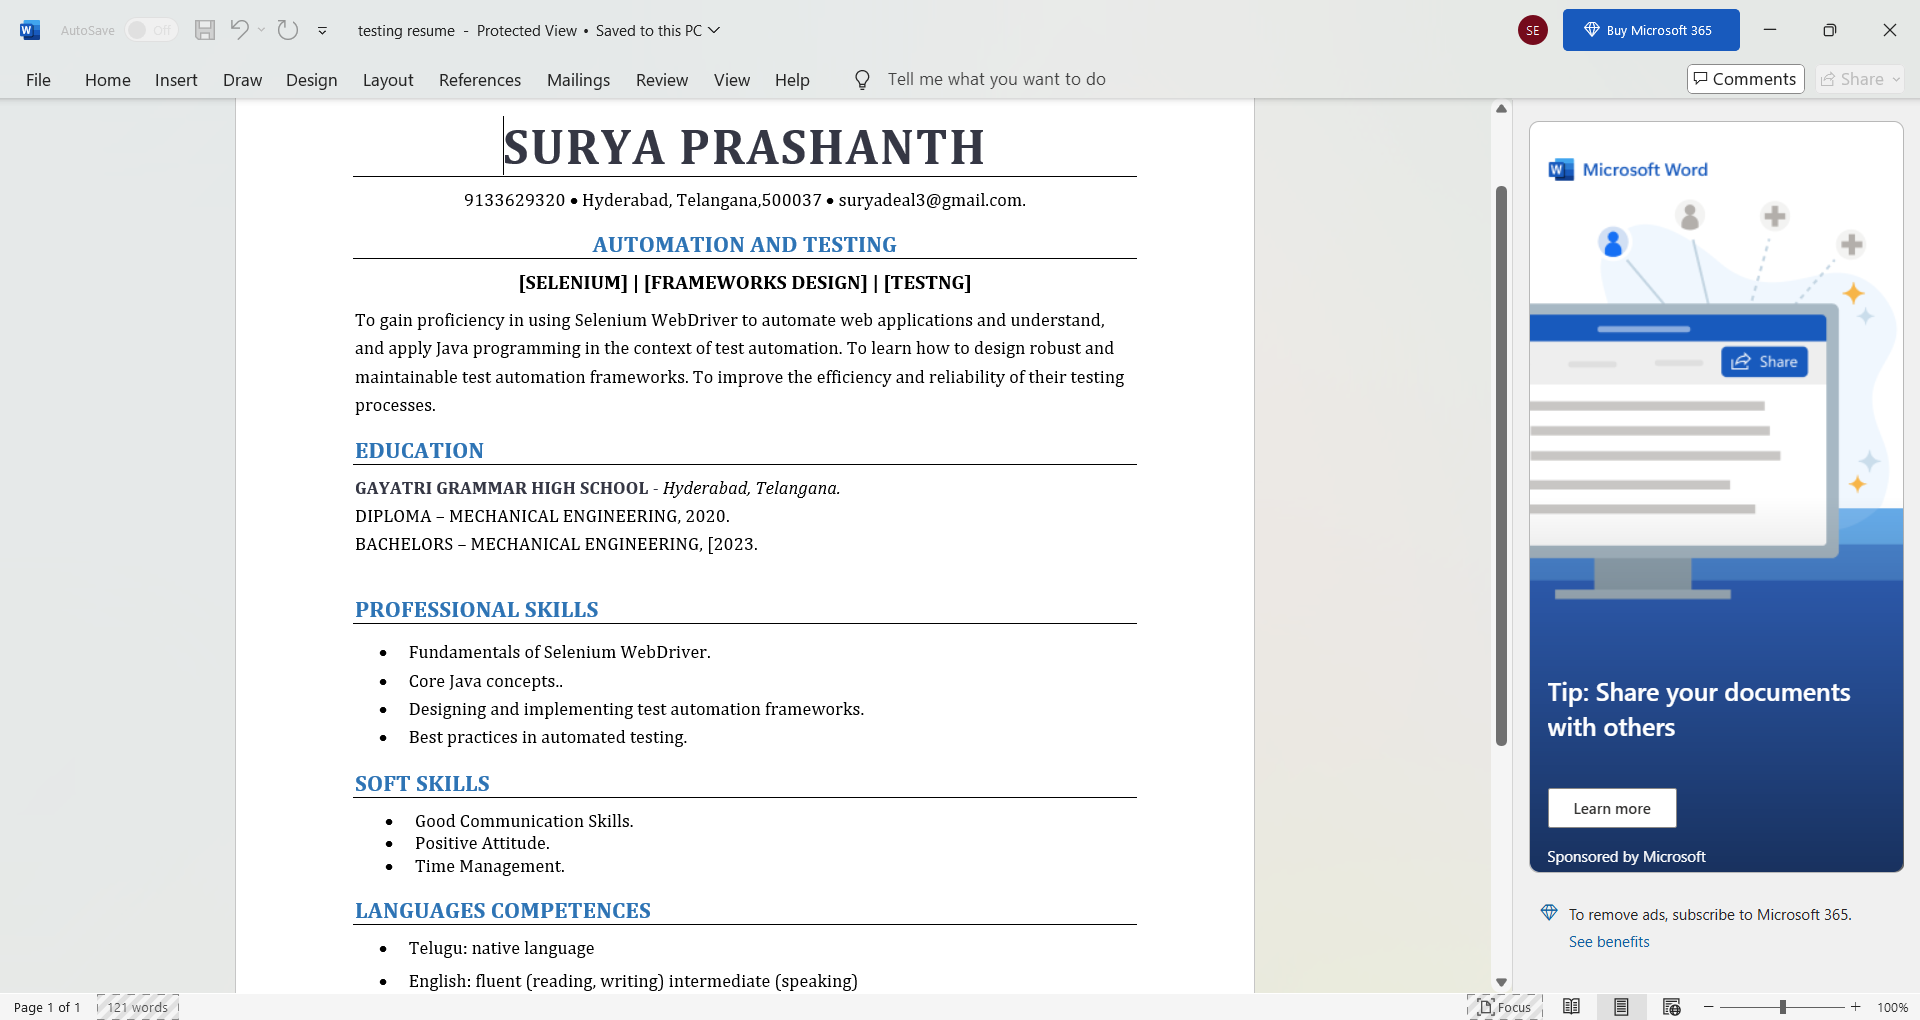 AutoSave Off testing resume - Protected View • Saved to this PC SE Buy Microsoft 365
File Home Insert Draw Design Layout References Mailings Review View Help Tell me what you want to do Comments Share
SURYA PRASHANTH
9133629320 • Hyderabad, Telangana,500037 • suryadeal3@gmail.com.
AUTOMATION AND TESTING
[SELENIUM] | [FRAMEWORKS DESIGN] | [TESTNG]
To gain proficiency in using Selenium WebDriver to automate web applications and understand,
and apply Java programming in the context of test automation. To learn how to design robust and
maintainable test automation frameworks. To improve the efficiency and reliability of their testing
processes.
EDUCATION
GAYATRI GRAMMAR HIGH SCHOOL - Hyderabad, Telangana.
DIPLOMA – MECHANICAL ENGINEERING, 2020.
BACHELORS – MECHANICAL ENGINEERING, [2023.
PROFESSIONAL SKILLS
• Fundamentals of Selenium WebDriver.
• Core Java concepts..
• Designing and implementing test automation frameworks.
• Best practices in automated testing.
SOFT SKILLS
• Good Communication Skills.
• Positive Attitude.
• Time Management.
LANGUAGES COMPETENCES
• Telugu: native language
• English: fluent (reading, writing) intermediate (speaking)
Microsoft Word
Share
Tip: Share your documents
with others
Learn more
Sponsored by Microsoft
To remove ads, subscribe to Microsoft 365.
See benefits
Page 1 of 1 121 words Focus 100%